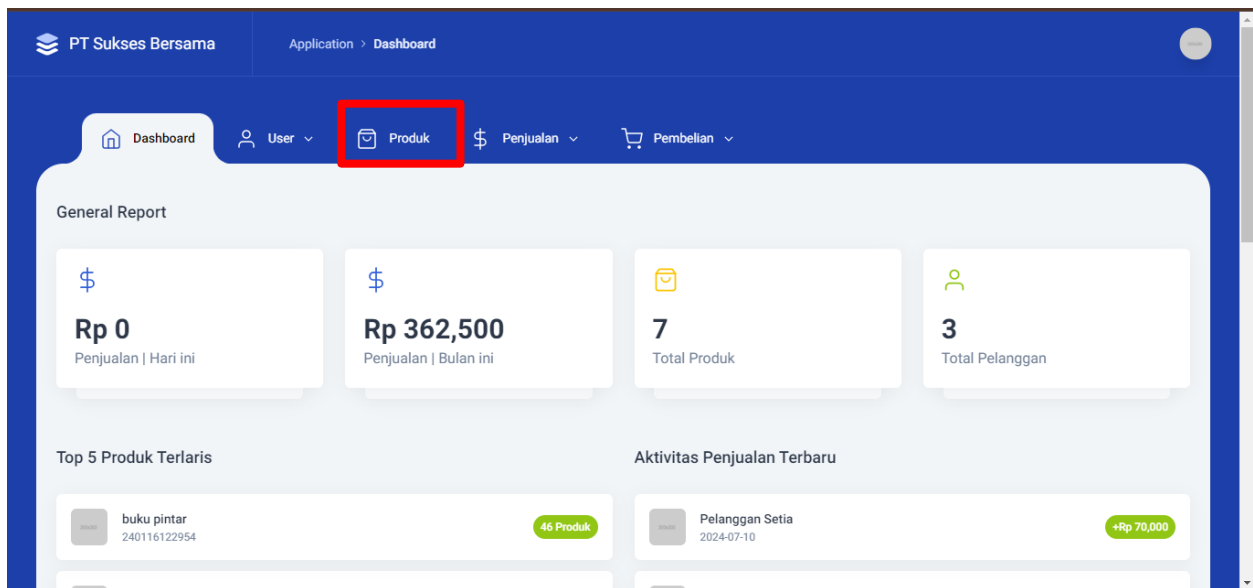 PT Sukses Bersama
Application > Dashboard
Dashboard
User
Produk
Penjualan
Pembelian
General Report
Rp 0
Penjualan | Hari ini
Rp 362,500
Penjualan | Bulan ini
7
Total Produk
3
Total Pelanggan
Top 5 Produk Terlaris
buku pintar
240116122954
46 Produk
Aktivitas Penjualan Terbaru
Pelanggan Setia
2024-07-10
+Rp 70,000